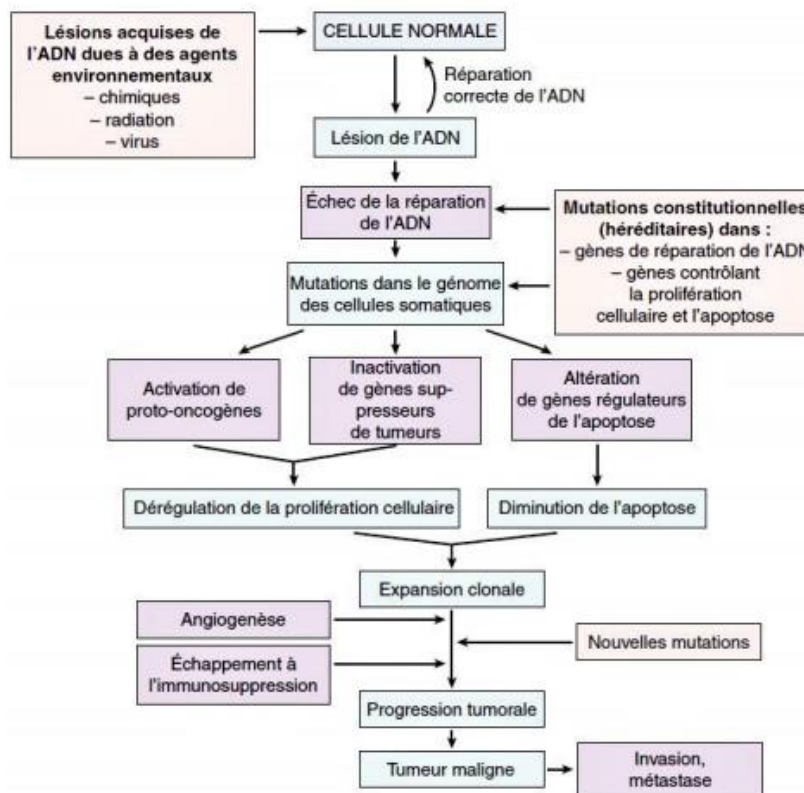 Lésions acquises de
l'ADN dues à des agents
environnementaux
– chimiques
– radiation
– virus
CELLULE NORMALE
Réparation
correcte de l'ADN
Lésion de l'ADN
Échec de la réparation
de l'ADN
Mutations constitutionnelles
(héréditaires) dans :
– gènes de réparation de l'ADN
– gènes contrôlant
la prolifération
cellulaire et l'apoptose
Mutations dans le génome
des cellules somatiques
Activation de
proto-oncogènes
Inactivation
de gènes sup-
presseurs
de tumeurs
Altération
de gènes régulateurs
de l'apoptose
Dérégulation de la prolifération cellulaire
Diminution de l'apoptose
Expansion clonale
Angiogenèse
Nouvelles mutations
Échappement à
l'immunosuppression
Progression tumorale
Tumeur maligne
Invasion,
métastase